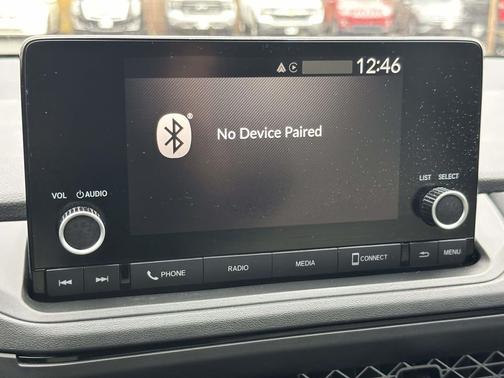 12:46
No Device Paired
®
VOL AUDIO
LIST SELECT
PHONE RADIO MEDIA CONNECT MENU